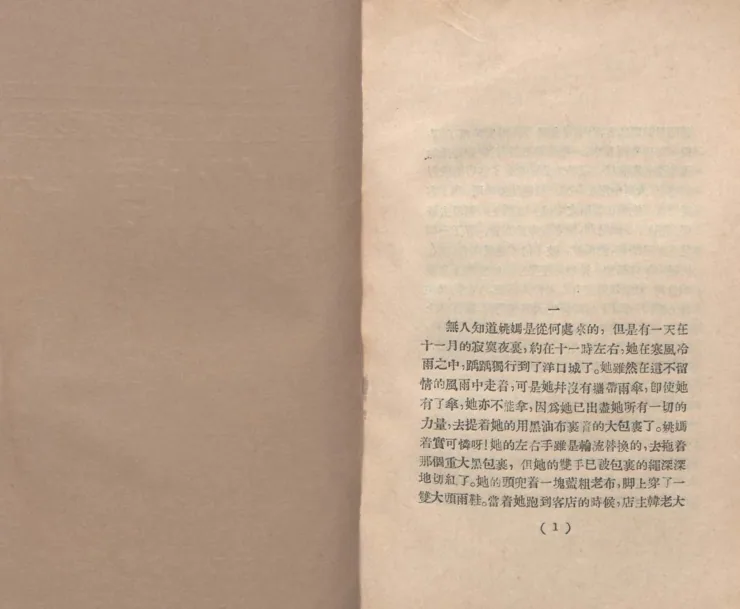 一
無人知道姚媽是從何處來的，但是有一天在
十一月的寂寞夜裏，約在十一時左右，她在寒風冷
雨之中，踽踽獨行到了洋口城了。她雖然在這不留
情的風雨中走着，可是她幷沒有攜帶雨傘，卽使她
有了傘，她亦不能拿，因爲她已出盡她所有一切的
力量，去提着她的用黑油布裹着的大包裹了。姚媽
着實可憐呀！她的左右手雖是輪流替換的，去拖着
那個重大黑包裹，但她的雙手已被包裹的繩深深
地切紅了。她的頭兜着一塊藍粗老布，脚上穿了一
雙大頭雨鞋。當着她跑到客店的時候，店主韓老大
(1)